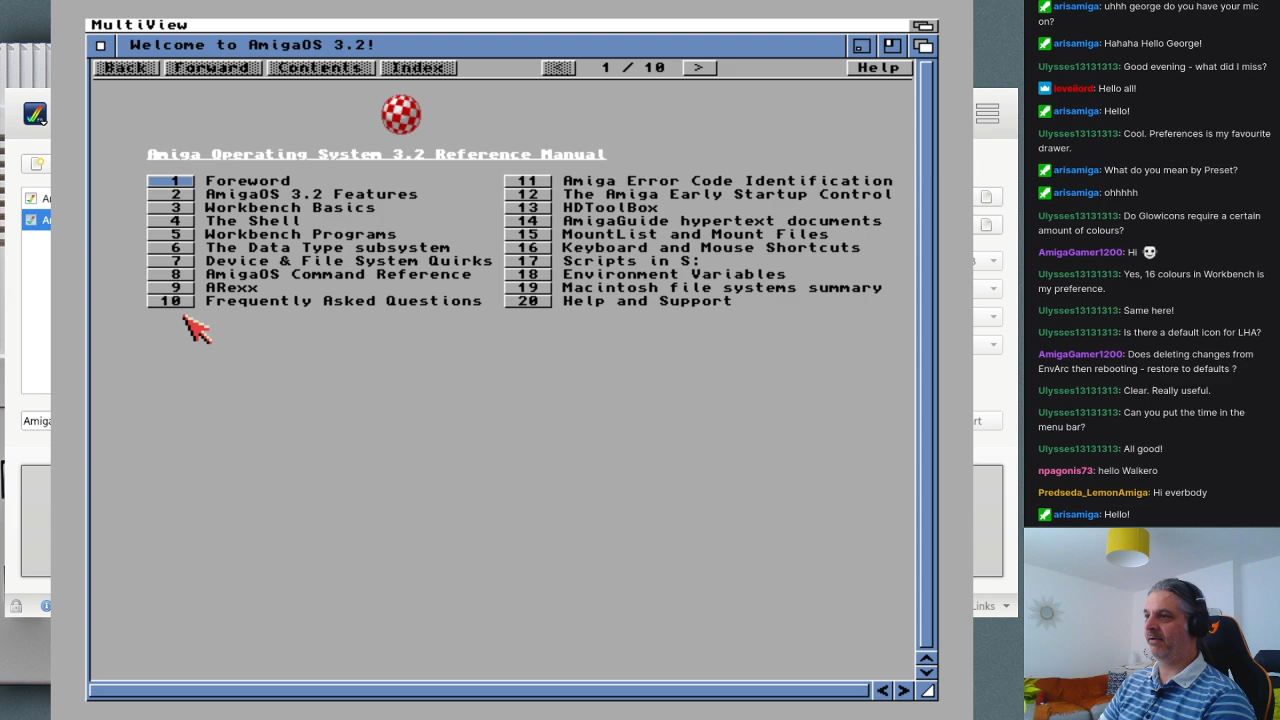 MultiView
Welcome to AmigaOS 3.2!
Back Forward Contents Index 1 / 10 > Help
Amiga Operating System 3.2 Reference Manual
1 Foreword
2 AmigaOS 3.2 Features
3 Workbench Basics
4 The Shell
5 Workbench Programs
6 The Data Type subsystem
7 Device & File System Quirks
8 AmigaOS Command Reference
9 ARexx
10 Frequently Asked Questions
11 Amiga Error Code Identification
12 The Amiga Early Startup Control
13 HDToolBox
14 AmigaGuide hypertext documents
15 MountList and Mount Files
16 Keyboard and Mouse Shortcuts
17 Scripts in S:
18 Environment Variables
19 Macintosh file systems summary
20 Help and Support
Amiga
Links
arisamiga: uhhh george do you have your mic
on?
arisamiga: Hahaha Hello George!
Ulysses13131313: Good evening - what did I miss?
loveiiord: Hello all!
arisamiga: Hello!
Ulysses13131313: Cool. Preferences is my favourite
drawer.
arisamiga: What do you mean by Preset?
arisamiga: ohhhhh
Ulysses13131313: Do Glowicons require a certain
amount of colours?
AmigaGamer1200: Hi
Ulysses13131313: Yes, 16 colours in Workbench is
my preference.
Ulysses13131313: Same here!
Ulysses13131313: Is there a default icon for LHA?
AmigaGamer1200: Does deleting changes from
EnvArc then rebooting - restore to defaults ?
Ulysses13131313: Clear. Really useful.
Ulysses13131313: Can you put the time in the
menu bar?
Ulysses13131313: All good!
npagonis73: hello Walkero
Predseda_LemonAmiga: Hi everbody
arisamiga: Hello!